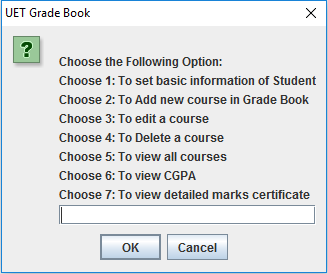 UET Grade Book
Choose the Following Option:
Choose 1: To set basic information of Student
Choose 2: To Add new course in Grade Book
Choose 3: To edit a course
Choose 4: To Delete a course
Choose 5: To view all courses
Choose 6: To view CGPA
Choose 7: To view detailed marks certificate
OK Cancel